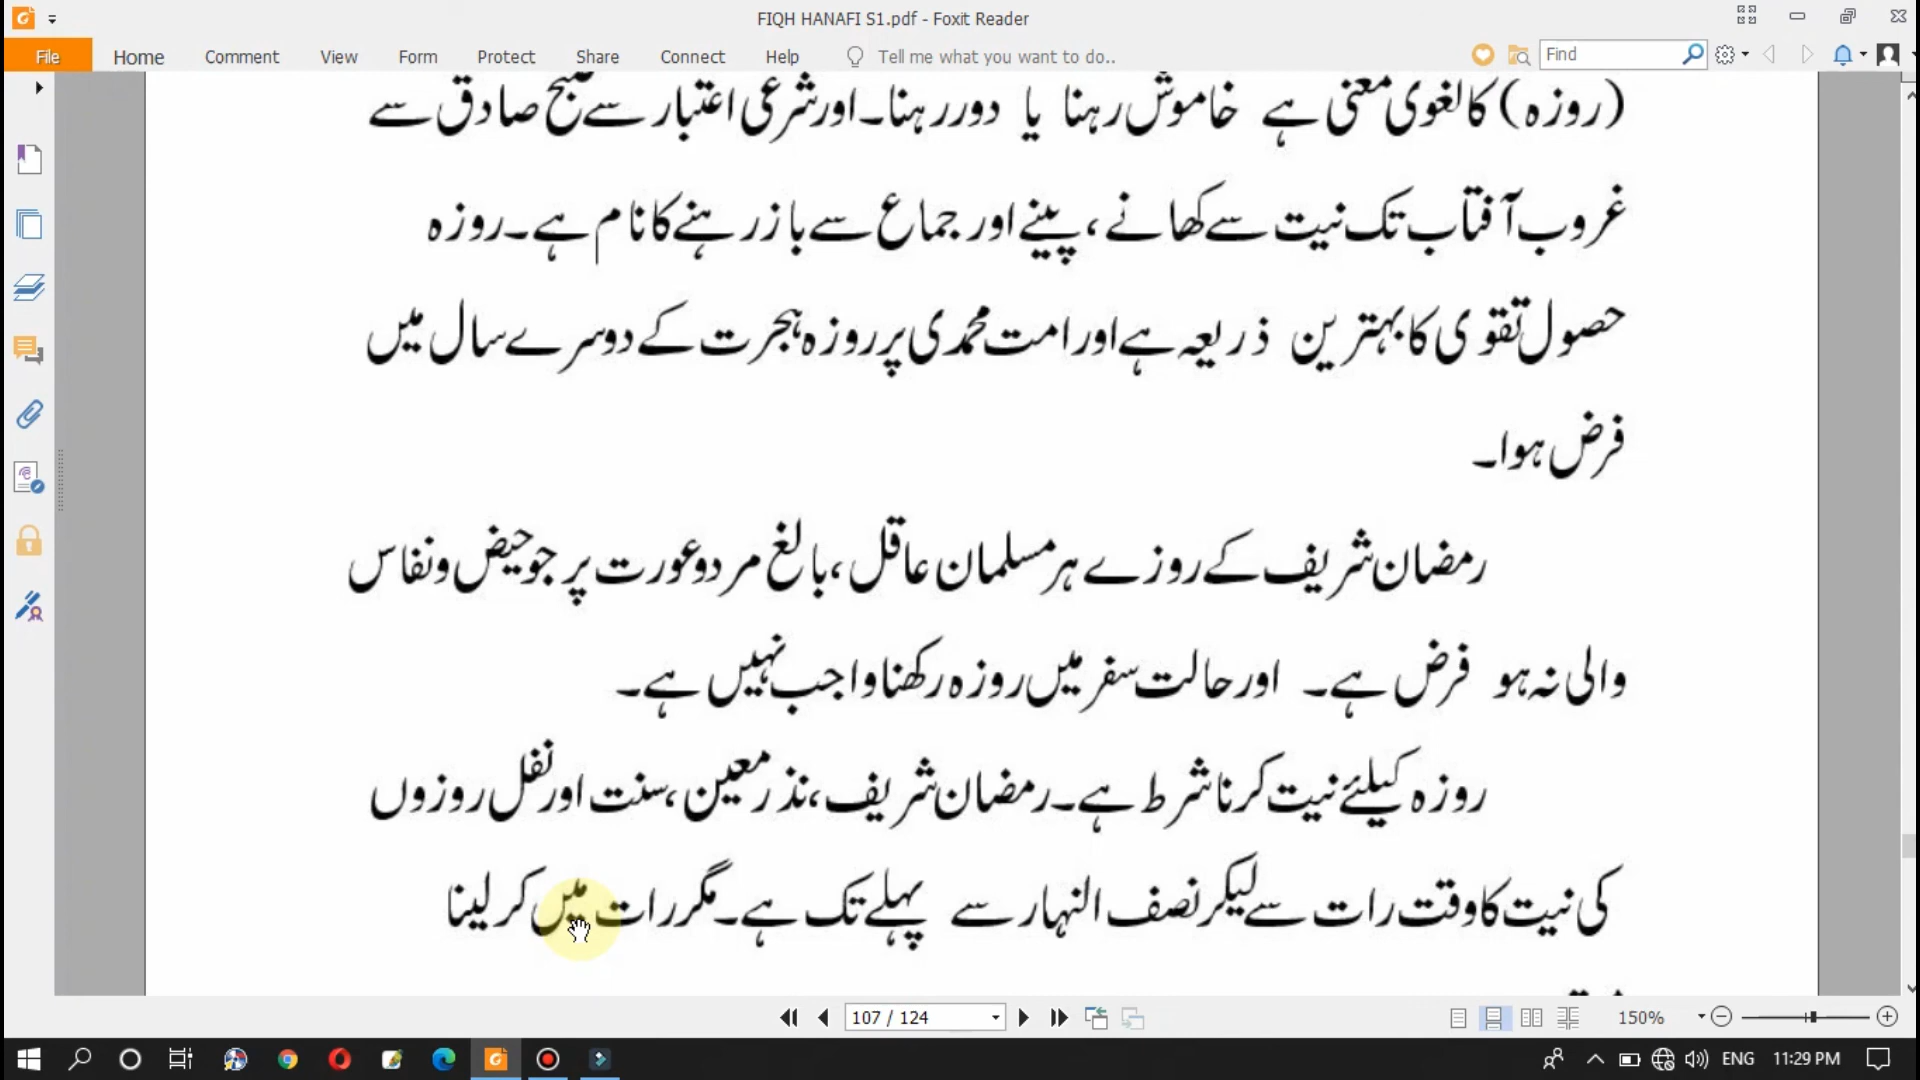 FIQH HANAFI S1.pdf - Foxit Reader
File Home Comment View Form Protect Share Connect Help Tell me what you want to do.. Find
(روزہ) کا لغوی معنی ہے خاموش رہنا یا دور رہنا۔ اور شرعی اعتبار سے صبح صادق سے
غروب آفتاب تک نیت سے کھانے، پینے اور جماع سے باز رہنے کا نام ہے۔ روزہ
حصول تقوی کا بہترین ذریعہ ہے اور امت محمدی پر روزہ ہجرت کے دوسرے سال میں
فرض ہوا۔
رمضان شریف کے روزے ہر مسلمان عاقل، بالغ مرد و عورت پر جو حیض و نفاس
والی نہ ہو فرض ہے۔ اور حالت سفر میں روزہ رکھنا واجب نہیں ہے۔
روزہ کیلئے نیت کرنا شرط ہے۔ رمضان شریف، نذر معین، سنت اور نفل روزوں
کی نیت کا وقت رات سے لیکر نصف النہار سے پہلے تک ہے۔ مگر رات میں کر لینا
107 / 124 150%
ENG 11:29 PM